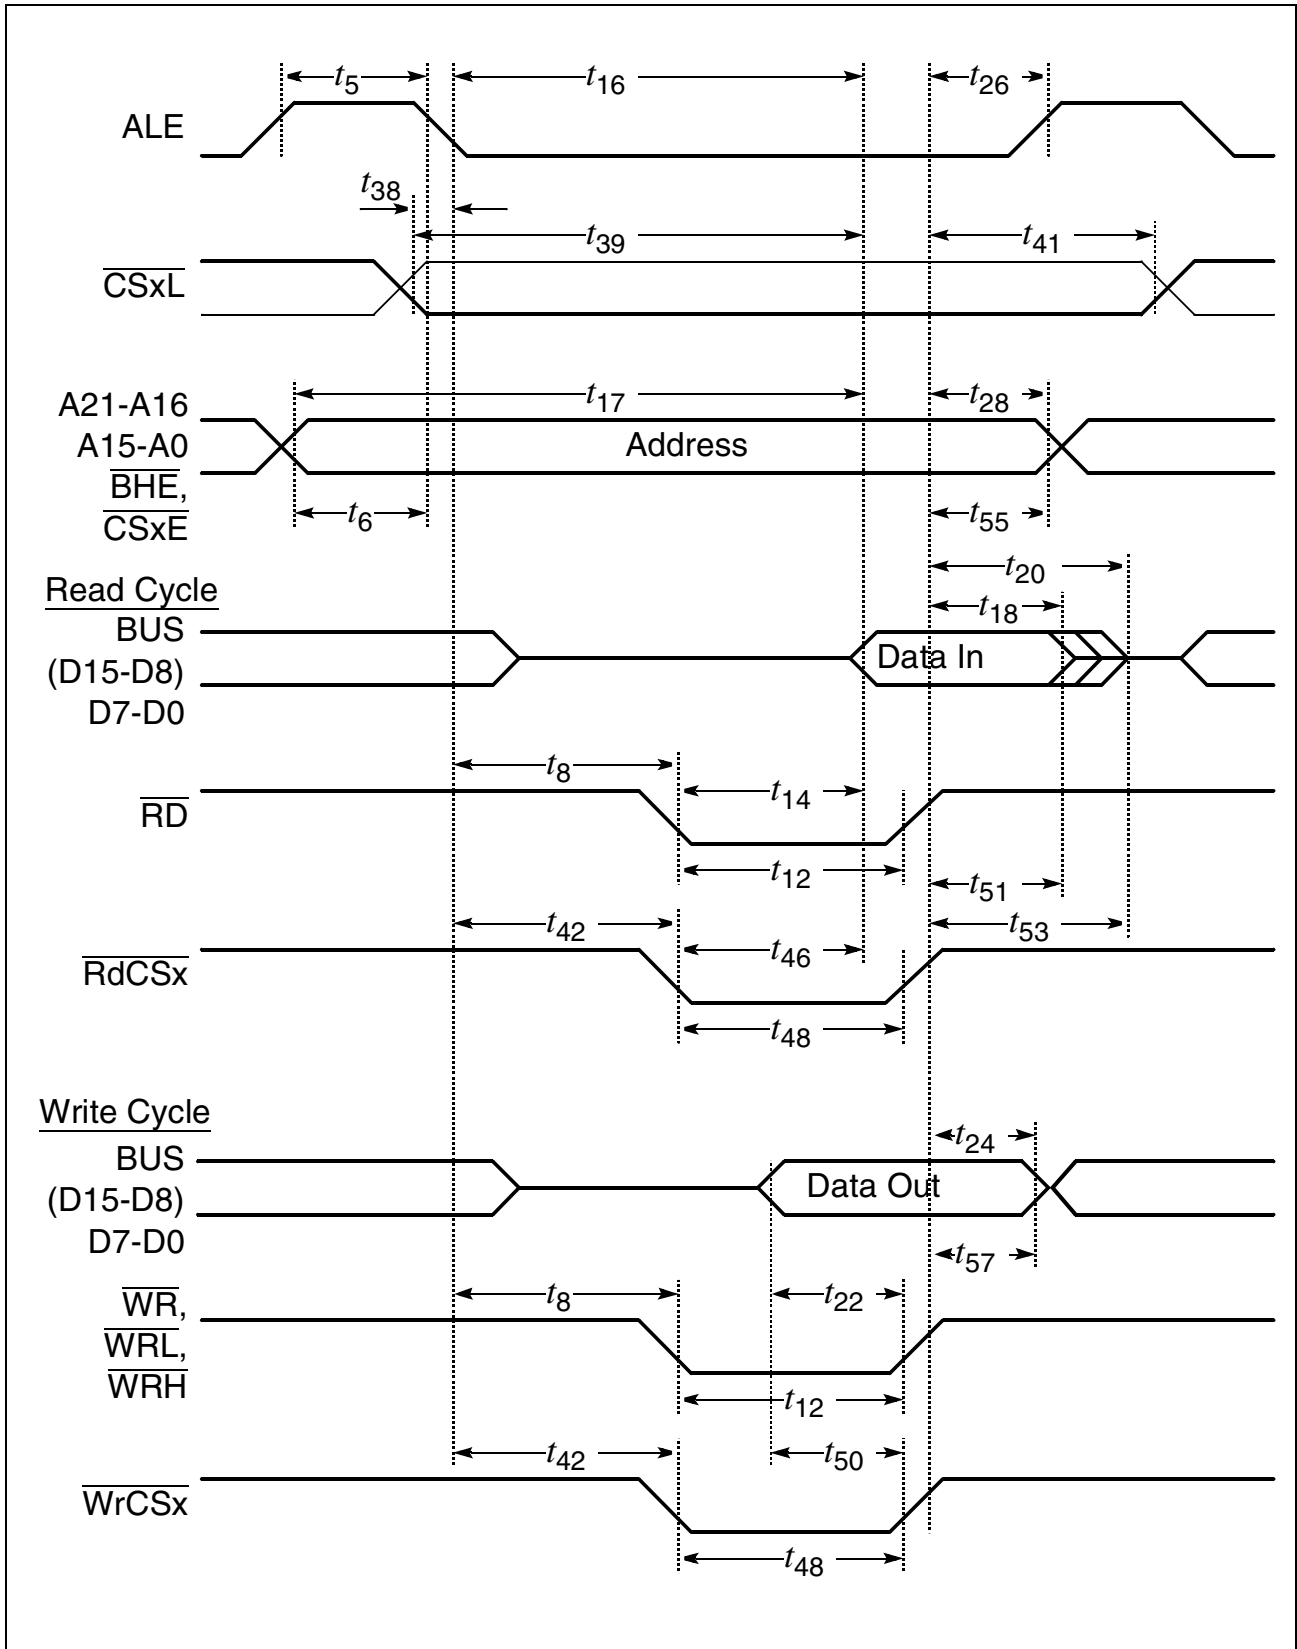 t5
t16
t26
ALE
t38
t39
t41
CSxL
t17
t28
A21-A16
A15-A0
Address
BHE,
CSxE
t6
t55
t20
Read Cycle
t18
BUS
(D15-D8)
Data In
D7-D0
t8
t14
RD
t12
t51
t42
t53
t46
RdCSx
t48
Write Cycle
t24
BUS
(D15-D8)
Data Out
D7-D0
t57
WR,
t8
t22
WRL,
WRH
t12
t42
t50
WrCSx
t48